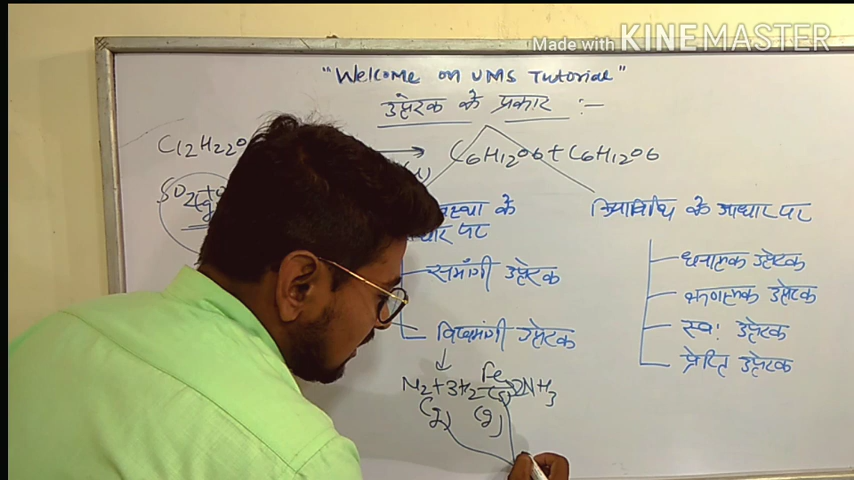 Made with KINEMASTER
"Welcome on UMS Tutorial"
उत्प्रेरक के प्रकार :-
C12H22O → C6H12O6 + C6H12O6
SO2 +
(g)
के
क्रियाविधि के आधार पर
पर
समांगी उत्प्रेरक
धनात्मक उत्प्रेरक
ऋणात्मक उत्प्रेरक
विषमांगी उत्प्रेरक
स्व: उत्प्रेरक
प्रेरित उत्प्रेरक
Fe
N2 + 3H2 (s) 2NH3
(g) (g)